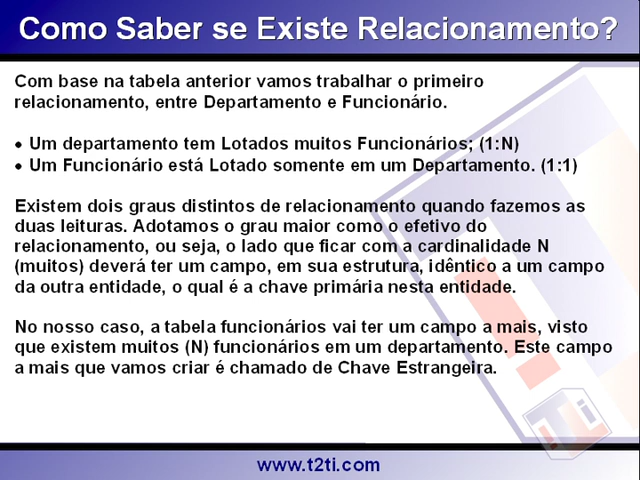 Como Saber se Existe Relacionamento?
Com base na tabela anterior vamos trabalhar o primeiro
relacionamento, entre Departamento e Funcionário.
• Um departamento tem Lotados muitos Funcionários; (1:N)
• Um Funcionário está Lotado somente em um Departamento. (1:1)
Existem dois graus distintos de relacionamento quando fazemos as
duas leituras. Adotamos o grau maior como o efetivo do
relacionamento, ou seja, o lado que ficar com a cardinalidade N
(muitos) deverá ter um campo, em sua estrutura, idêntico a um campo
da outra entidade, o qual é a chave primária nesta entidade.
No nosso caso, a tabela funcionários vai ter um campo a mais, visto
que existem muitos (N) funcionários em um departamento. Este campo
a mais que vamos criar é chamado de Chave Estrangeira.
www.t2ti.com